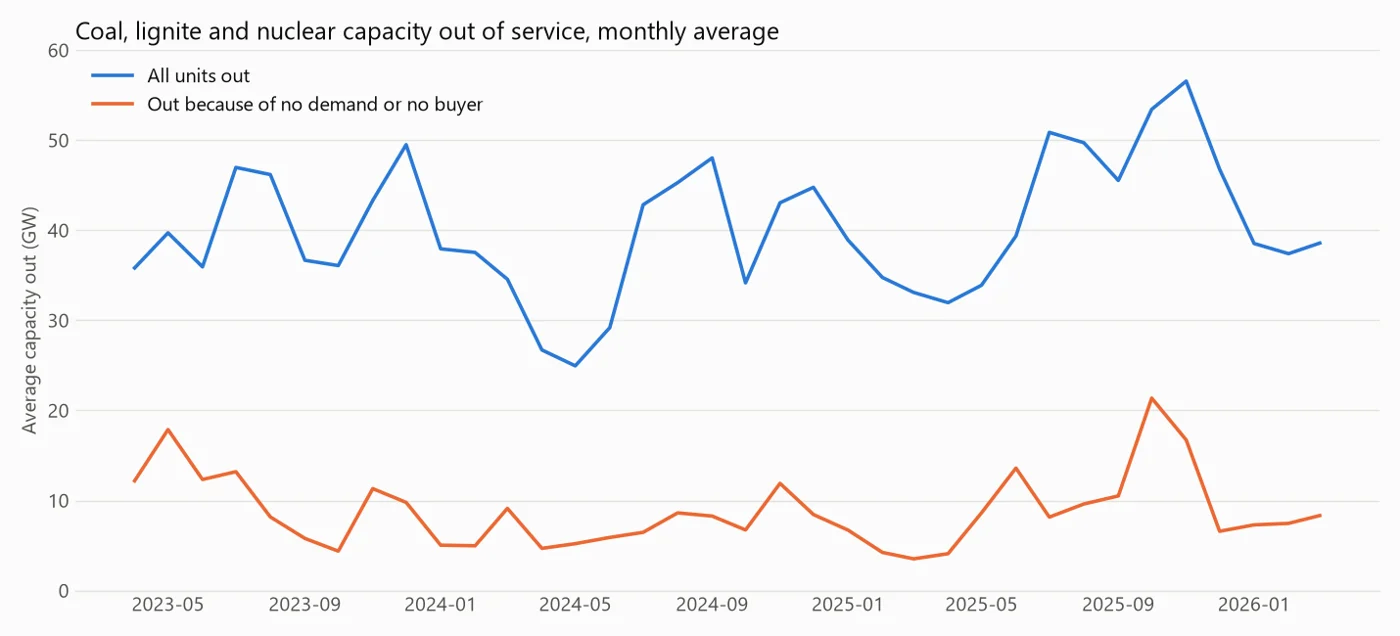 Coal, lignite and nuclear capacity out of service, monthly average
60
All units out
Out because of no demand or no buyer
50
40
30
20
10
0
Average capacity out (GW)
2023-05 2023-09 2024-01 2024-05 2024-09 2025-01 2025-05 2025-09 2026-01